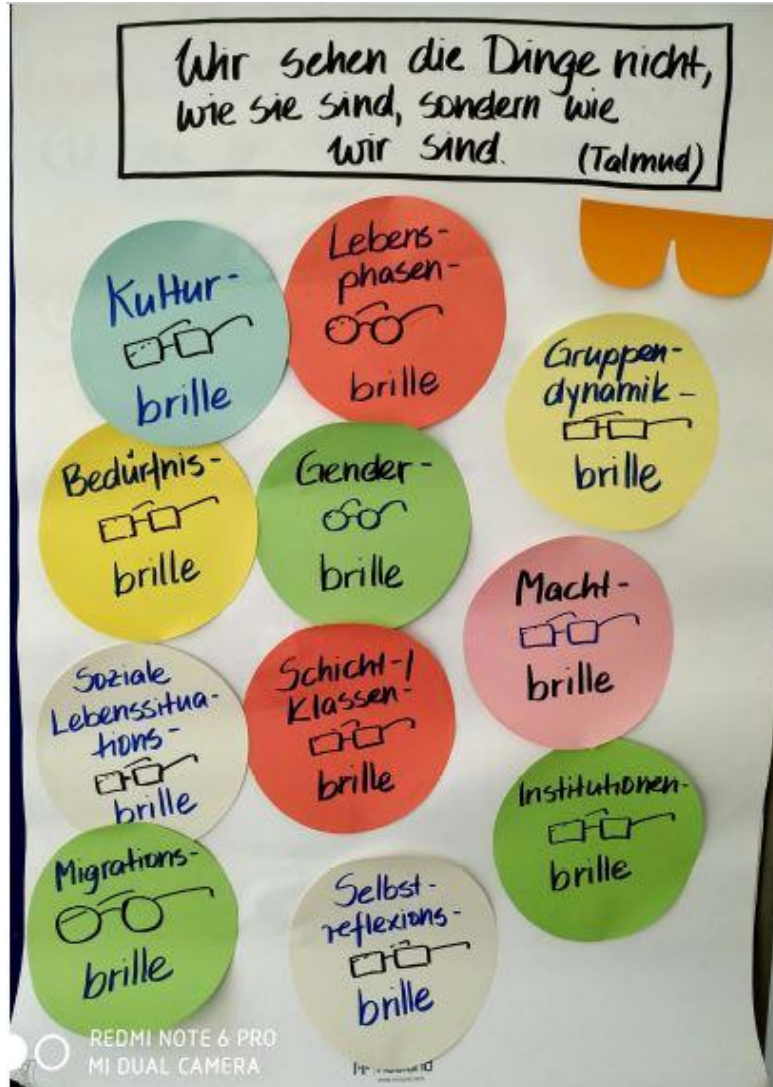 Wir sehen die Dinge nicht,
wie sie sind, sondern wie
wir sind. (Talmud)
Kultur-
brille
Lebens-
phasen-
brille
Gruppen-
dynamik-
brille
Bedürfnis-
brille
Gender-
brille
Macht-
brille
Soziale
Lebenssitua-
tions-
brille
Schicht-/
Klassen-
brille
Institutionen-
brille
Migrations-
brille
Selbst-
reflexions-
brille
REDMI NOTE 6 PRO
MI DUAL CAMERA